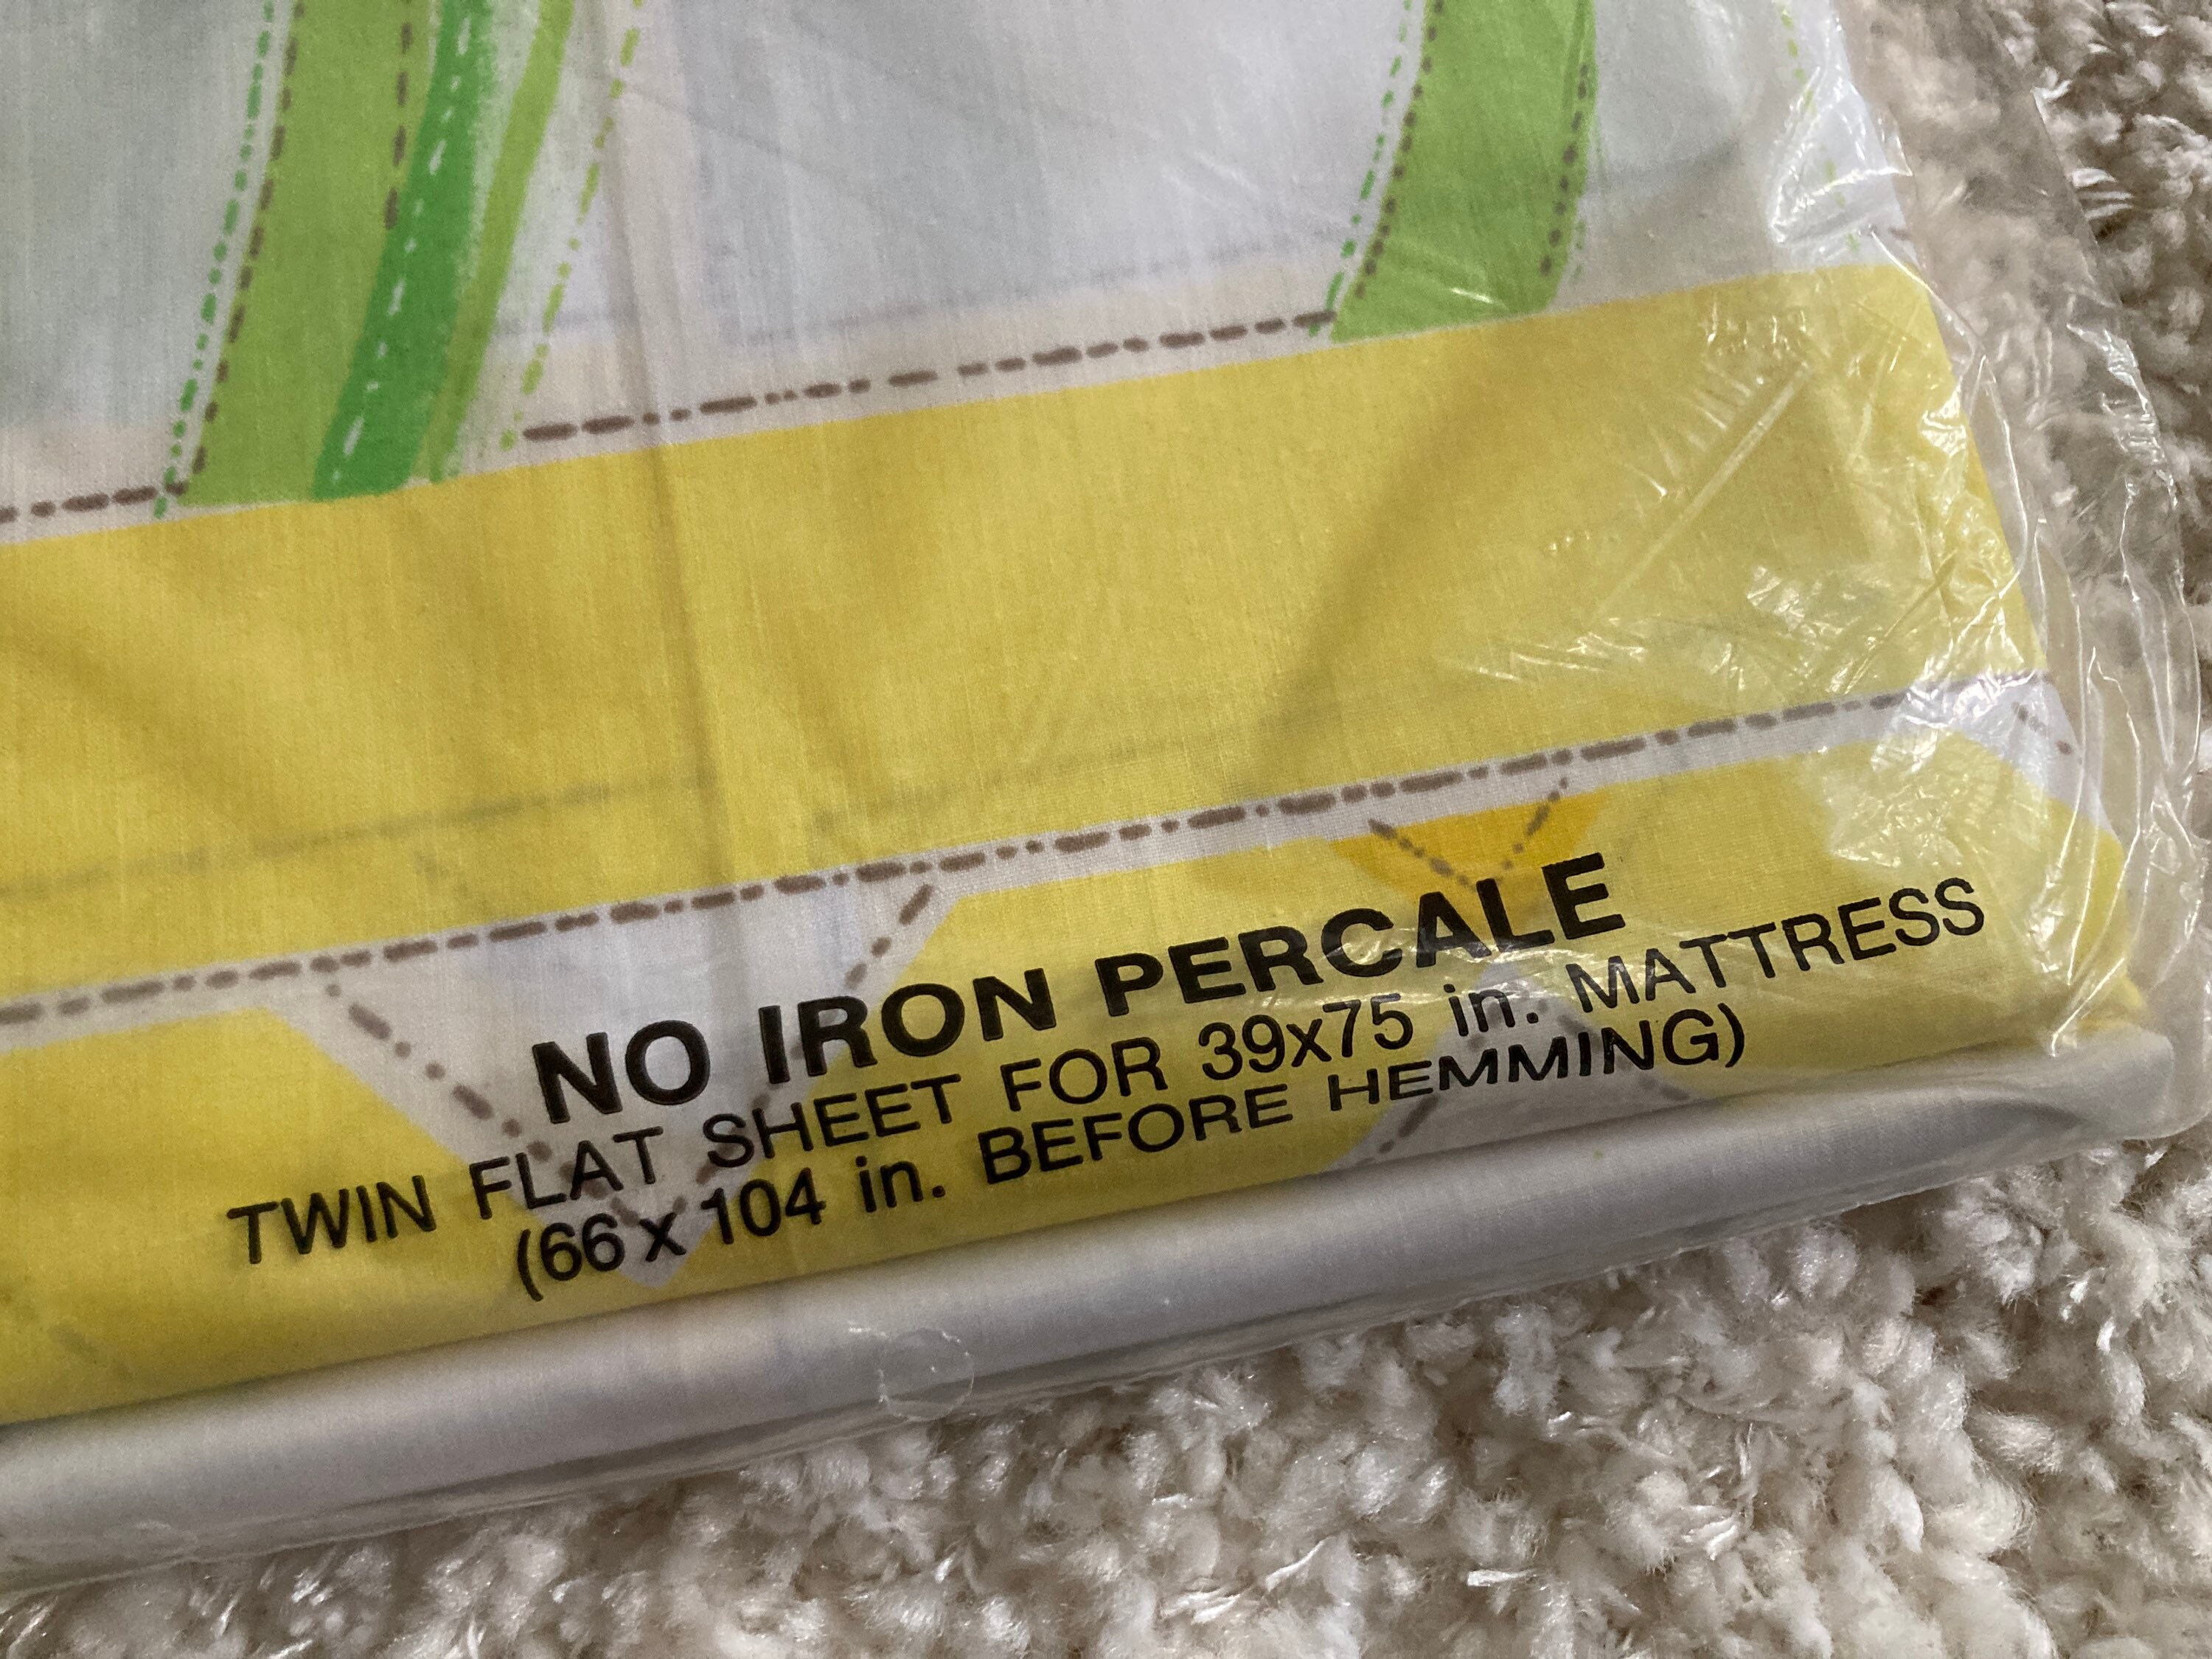 NO IRON PERCALE
TWIN FLAT SHEET FOR 39x75 in. MATTRESS
(66 x 104 in. BEFORE HEMMING)